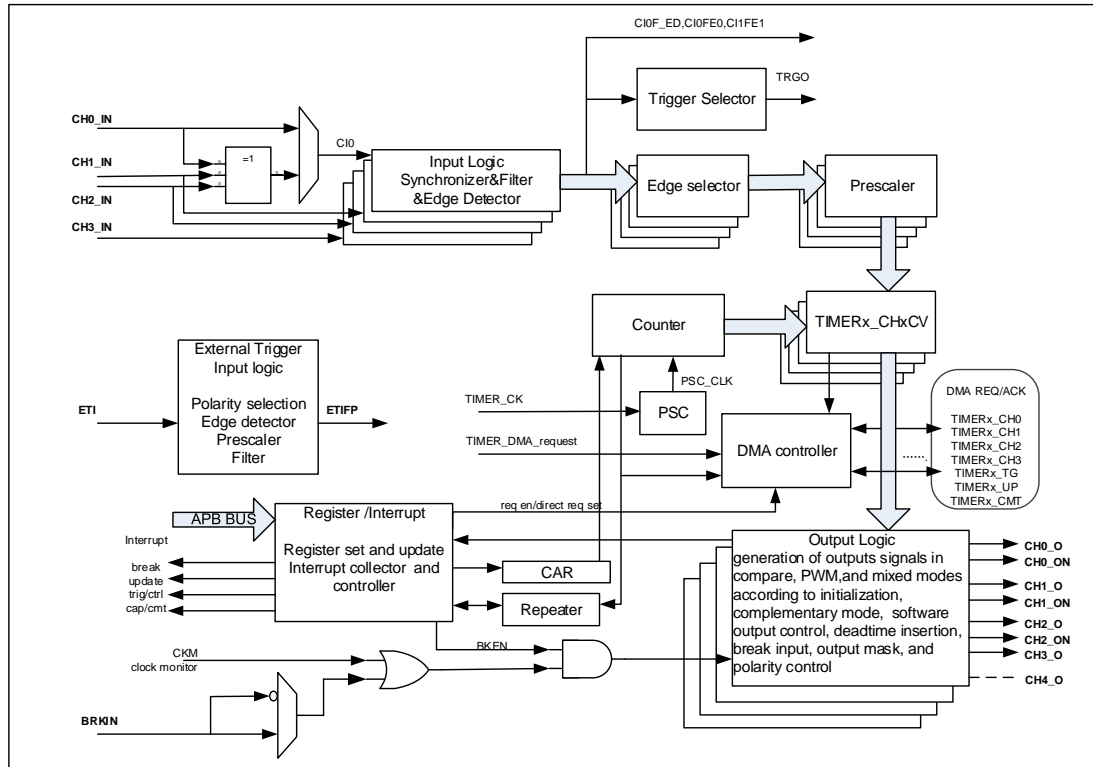 CI0F_ED,CI0FE0,CI1FE1
TRGO
Trigger Selector
CH0_IN
CH1_IN
CH2_IN
CH3_IN
=1
CI0
Input Logic
Synchronizer&Filter
&Edge Detector
Edge selector
Prescaler
Counter
TIMERx_CHxCV
External Trigger
Input logic
Polarity selection
Edge detector
Prescaler
Filter
ETI
ETIFP
PSC_CLK
TIMER_CK
PSC
TIMER_DMA_request
DMA controller
DMA REQ/ACK
TIMERx_CH0
TIMERx_CH1
TIMERx_CH2
TIMERx_CH3
TIMERx_TG
TIMERx_UP
TIMERx_CMT
.......
APB BUS
Register /Interrupt
Register set and update
Interrupt collector and
controller
req en/direct req set
Interrupt
break
update
trig/ctrl
cap/cmt
CAR
Repeater
Output Logic
generation of outputs signals in
compare, PWM,and mixed modes
according to initialization,
complementary mode, software
output control, deadtime insertion,
break input, output mask, and
polarity control
CH0_O
CH0_ON
CH1_O
CH1_ON
CH2_O
CH2_ON
CH3_O
CH4_O
BKEN
CKM
clock monitor
BRKIN